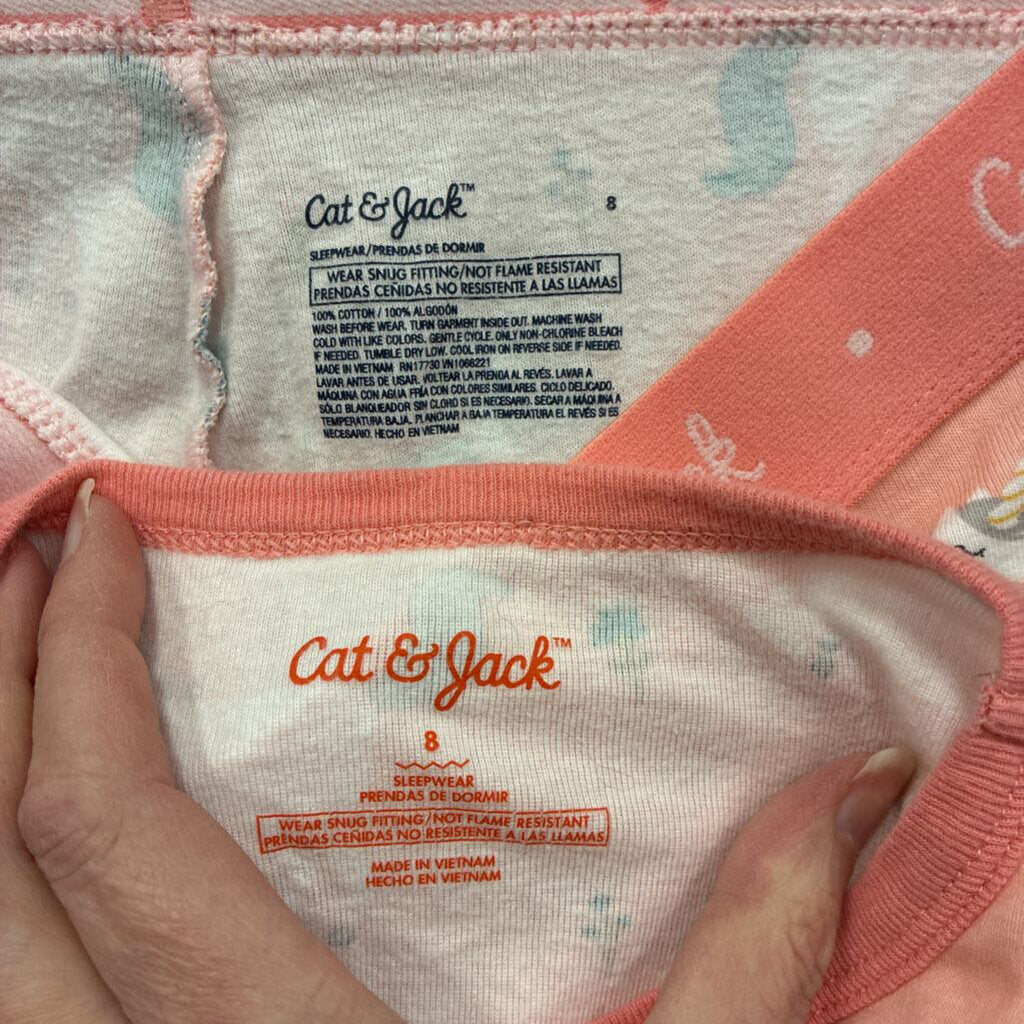 Cat & Jack™ 8
SLEEPWEAR/PRENDAS DE DORMIR
WEAR SNUG FITTING/NOT FLAME RESISTANT
PRENDAS CEÑIDAS NO RESISTENTE A LAS LLAMAS
100% COTTON / 100% ALGODÓN
WASH BEFORE WEAR. TURN GARMENT INSIDE OUT. MACHINE WASH
COLD WITH LIKE COLORS. GENTLE CYCLE. ONLY NON-CHLORINE BLEACH
IF NEEDED. TUMBLE DRY LOW. COOL IRON ON REVERSE SIDE IF NEEDED.
MADE IN VIETNAM RN17730 VN1066221
LAVAR ANTES DE USAR. VOLTEAR LA PRENDA AL REVÉS. LAVAR A
MÁQUINA CON AGUA FRÍA CON COLORES SIMILARES. CICLO DELICADO.
SÓLO BLANQUEADOR SIN CLORO SI ES NECESARIO. SECAR A MÁQUINA A
TEMPERATURA BAJA. PLANCHAR A BAJA TEMPERATURA EL REVÉS SI ES
NECESARIO. HECHO EN VIETNAM
Cat & Jack™
8
SLEEPWEAR
PRENDAS DE DORMIR
WEAR SNUG FITTING/NOT FLAME RESISTANT
PRENDAS CEÑIDAS NO RESISTENTE A LAS LLAMAS
MADE IN VIETNAM
HECHO EN VIETNAM